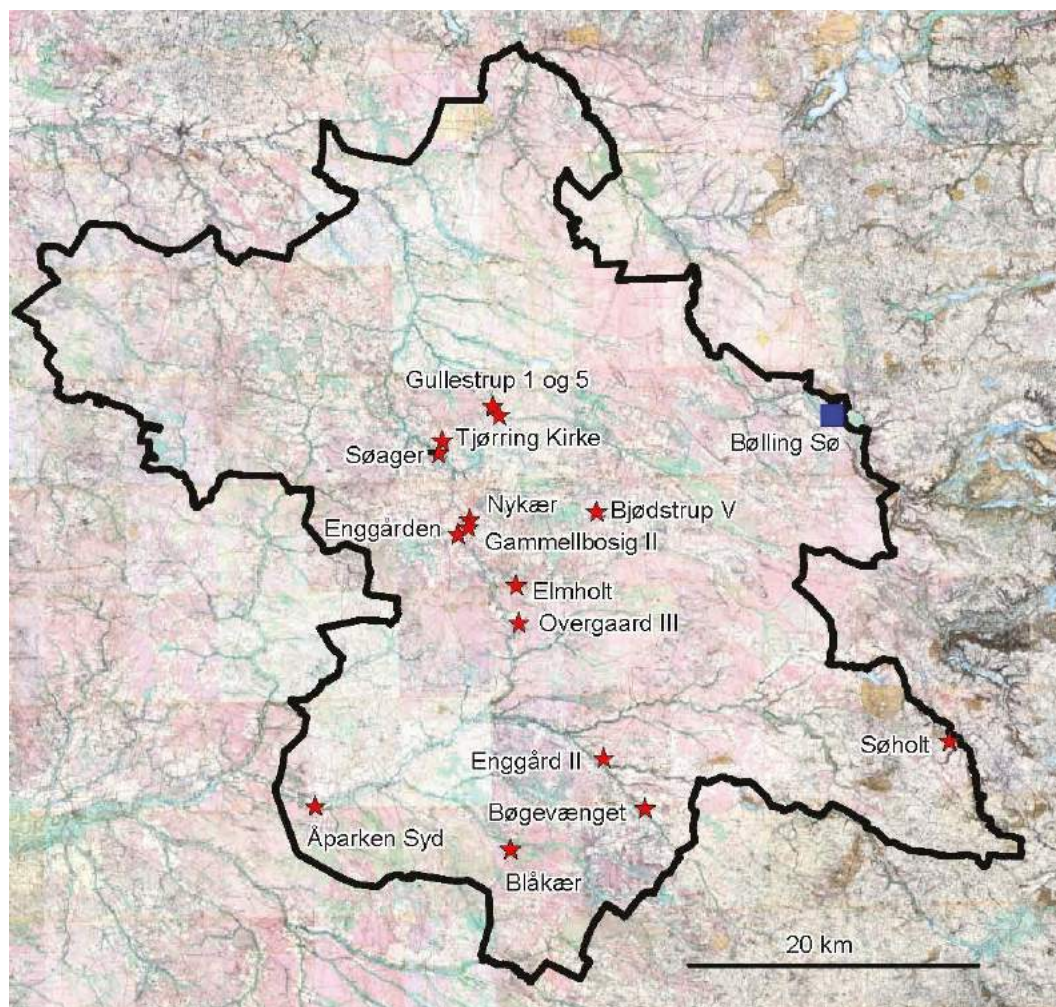 Gullestrup 1 og 5
Tjørring Kirke
Søager
Bølling Sø
Nykær
Enggården
Bjødstrup V
Gammellbosig II
Elmholt
Overgaard III
Søholt
Enggård II
Bøgevænget
Åparken Syd
Blåkær
20 km